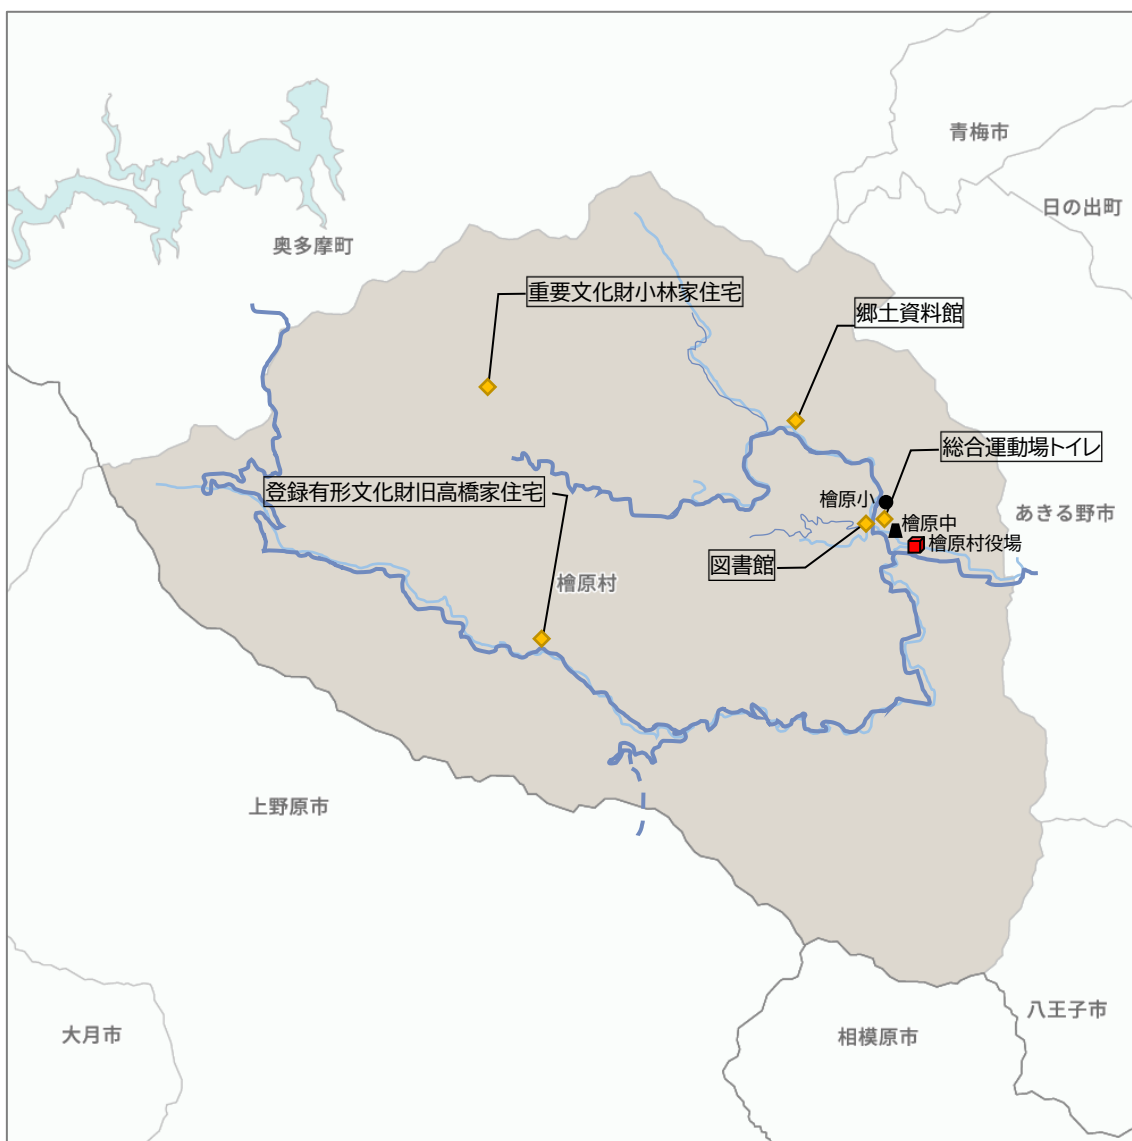 青梅市
日の出町
奥多摩町
重要文化財小林家住宅
郷土資料館
総合運動場トイレ
登録有形文化財旧高橋家住宅
檜原小
あきる野市
檜原中
檜原村役場
図書館
檜原村
上野原市
八王子市
大月市
相模原市